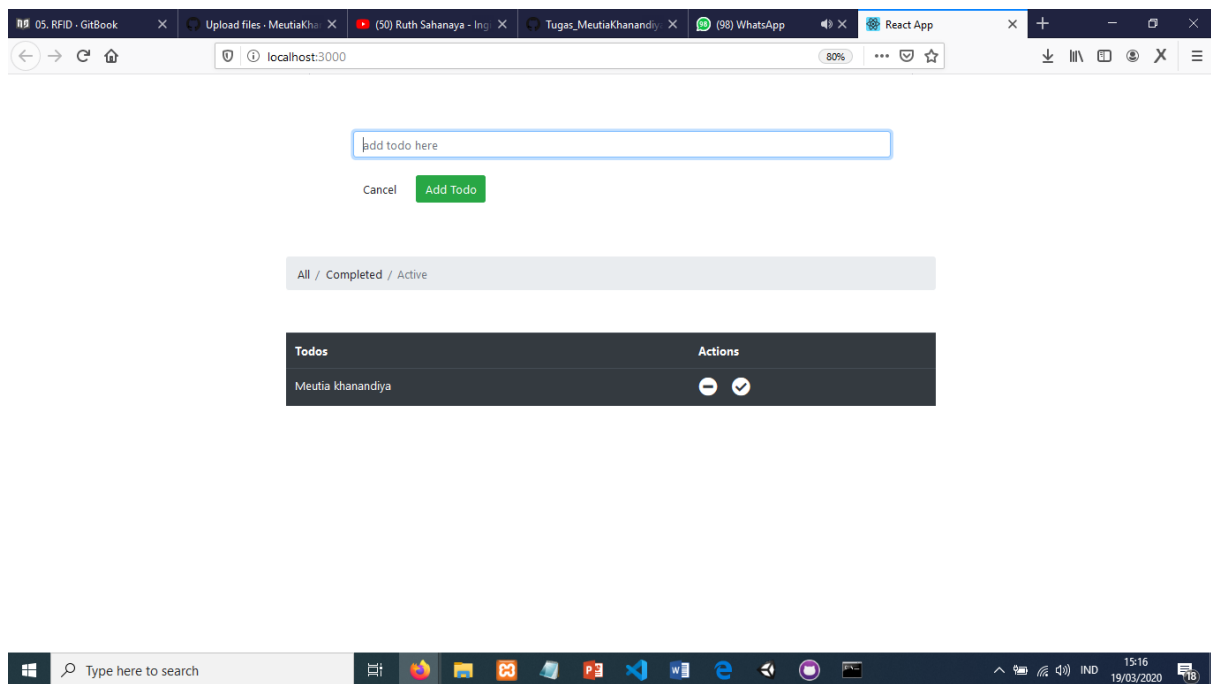 05. RFID · GitBook
Upload files · MeutiaKha
(50) Ruth Sahanaya - Ing
Tugas_MeutiaKhanandiy
98 (98) WhatsApp
React App
localhost:3000
80%
add todo here
Cancel Add Todo
All / Completed / Active
Todos Actions
Meutia khanandiya
Type here to search
IND
15:16
19/03/2020
18